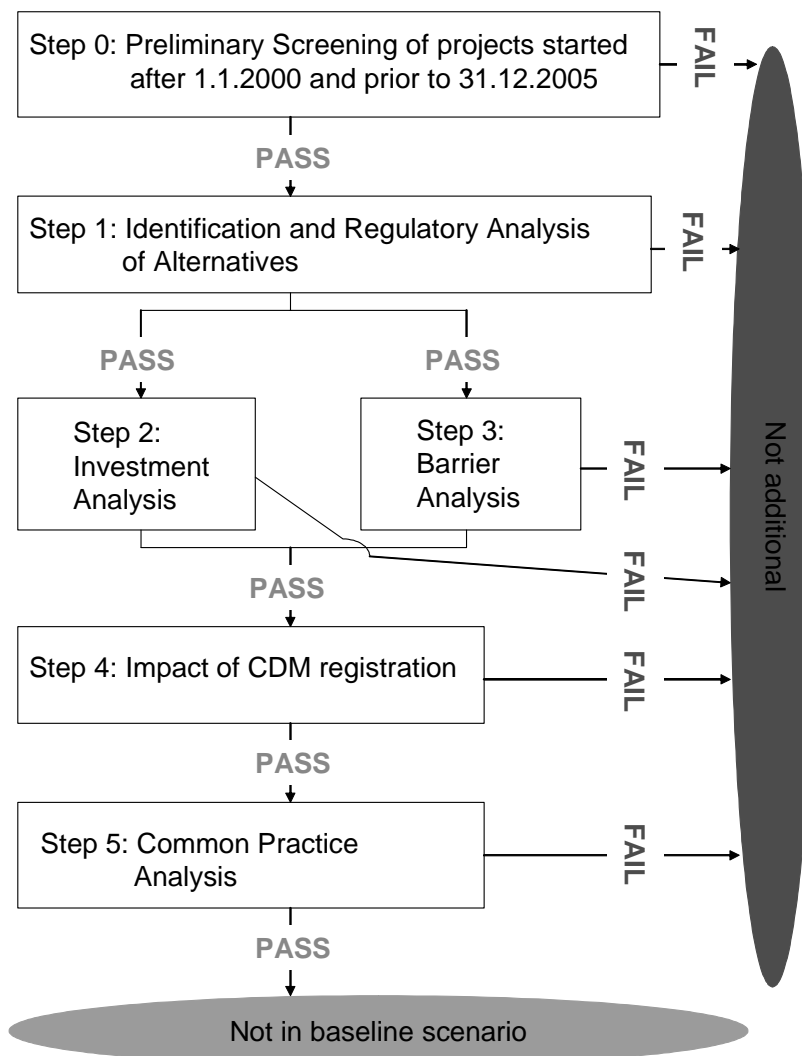 Step 0: Preliminary Screening of projects started
after 1.1.2000 and prior to 31.12.2005
FAIL
PASS
Step 1: Identification and Regulatory Analysis
of Alternatives
FAIL
PASS
PASS
Step 2:
Investment
Analysis
Step 3:
Barrier
Analysis
FAIL
Not additional
FAIL
PASS
Step 4: Impact of CDM registration
FAIL
PASS
Step 5: Common Practice
Analysis
FAIL
PASS
Not in baseline scenario